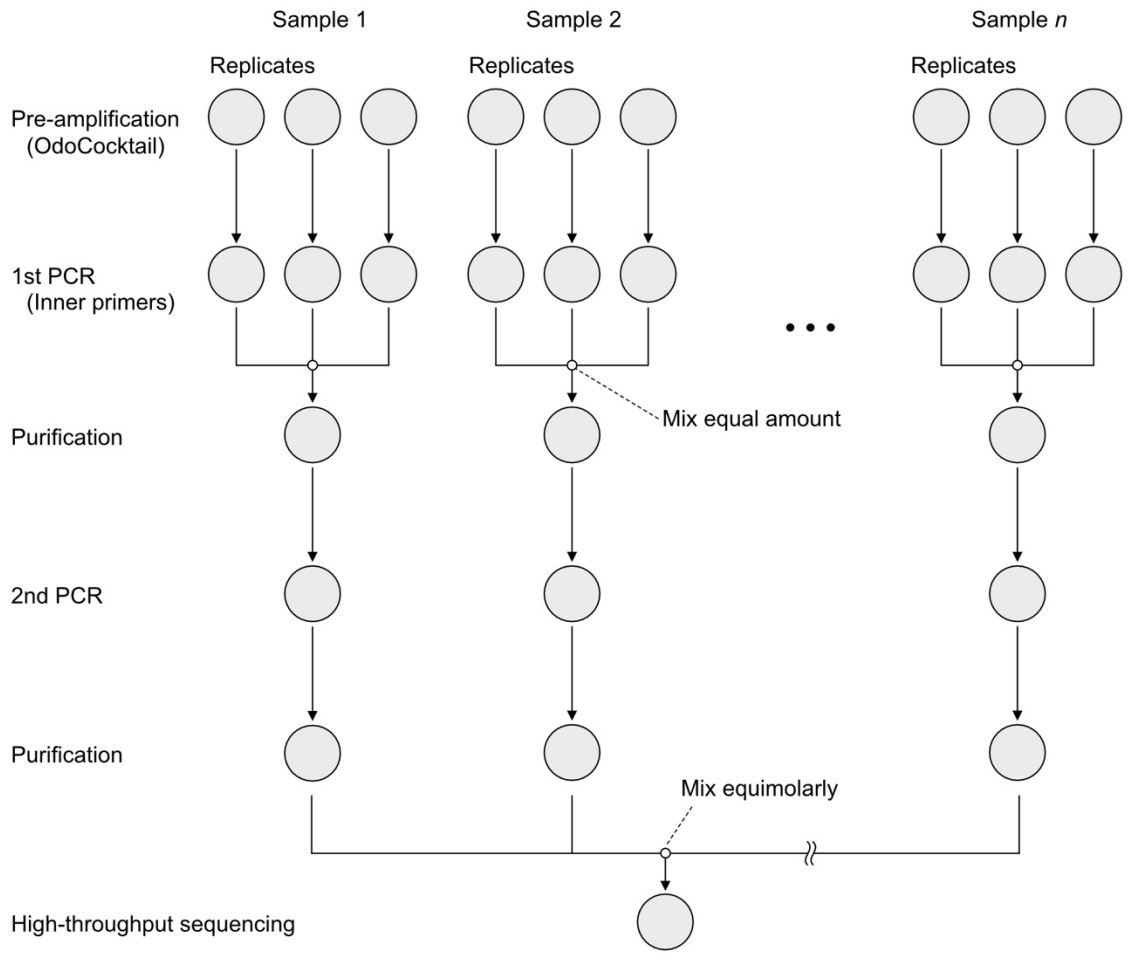 Sample 1
Sample 2
Sample n
Replicates
Replicates
Replicates
Pre-amplification
(OdoCocktail)
1st PCR
(Inner primers)
Mix equal amount
Purification
2nd PCR
Purification
Mix equimolarly
High-throughput sequencing